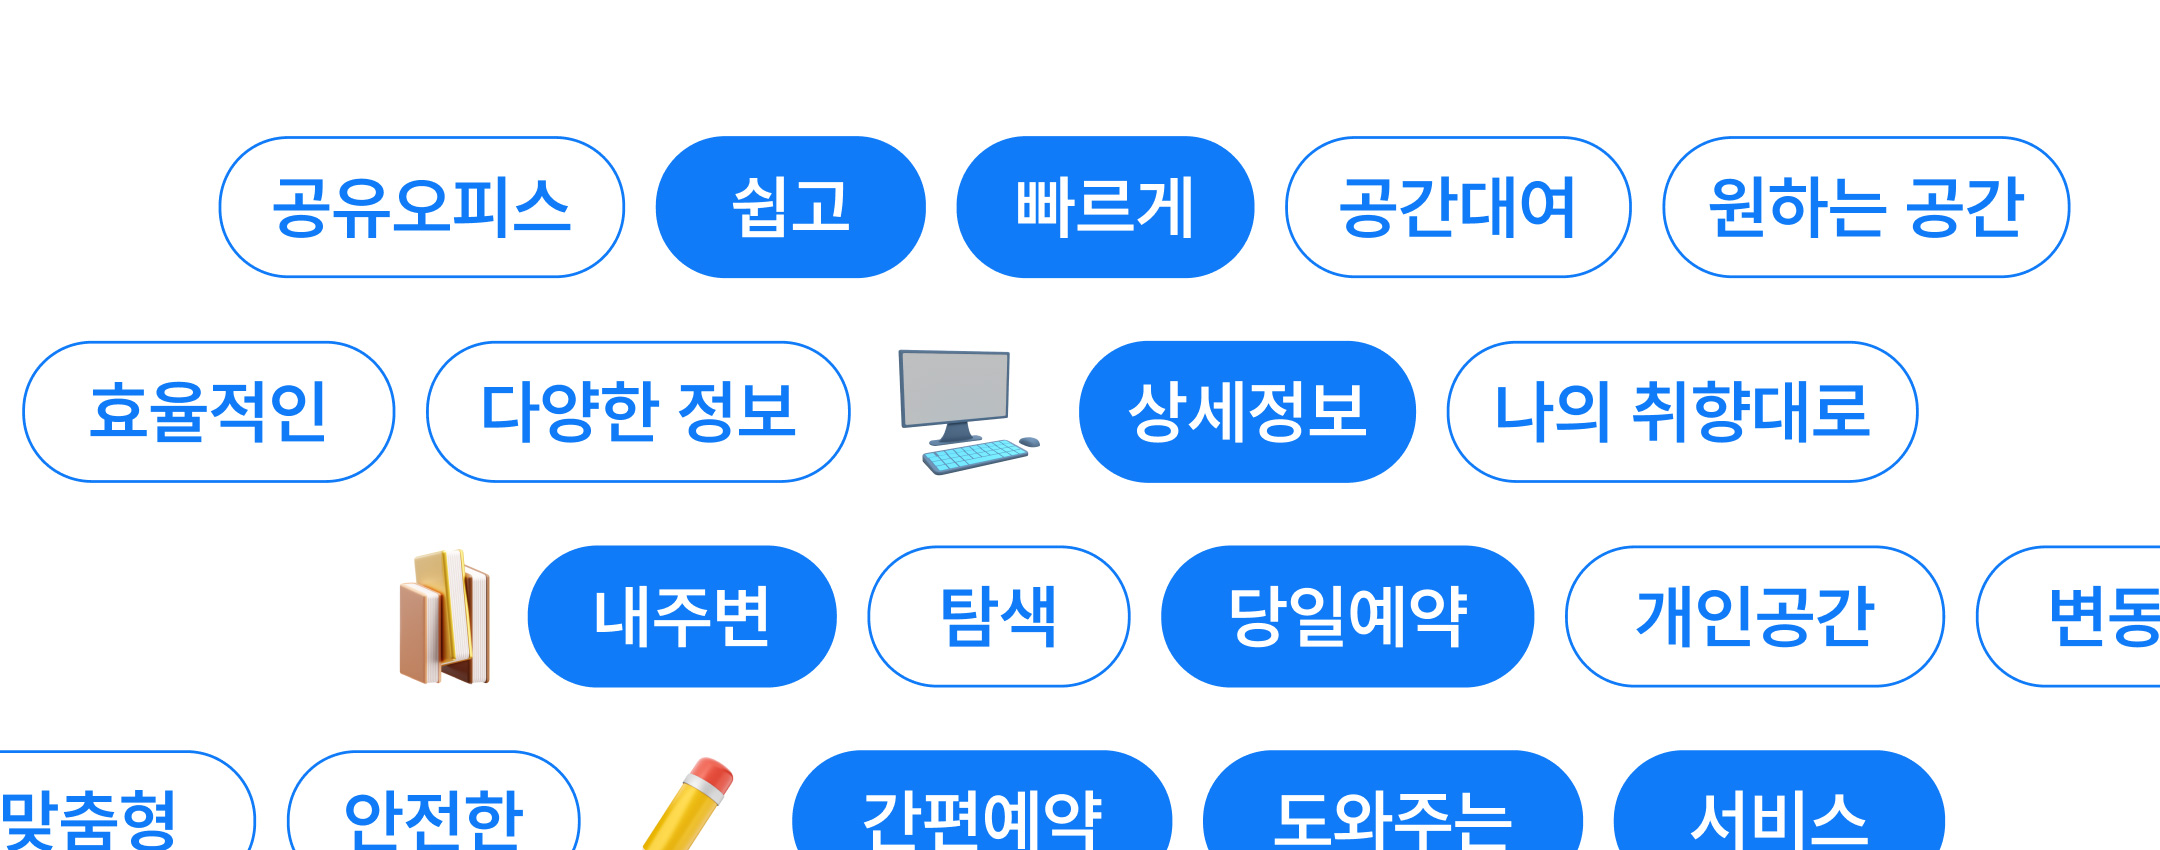 공유오피스 쉽고 빠르게 공간대여 원하는 공간
효율적인 다양한 정보 상세정보 나의 취향대로
내주변 탐색 당일예약 개인공간 변동
맞춤형 안전한 간편예약 도와주는 서비스